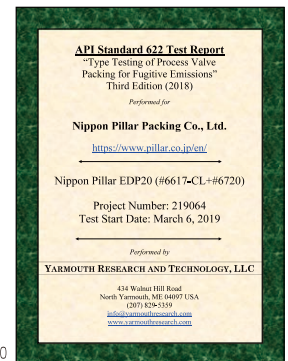 API Standard 622 Test Report
“Type Testing of Process Valve
Packing for Fugitive Emissions”
Third Edition (2018)
Performed for
Nippon Pillar Packing Co., Ltd.
https://www.pillar.co.jp/en/
Nippon Pillar EDP20 (#6617-CL+#6720)
Project Number: 219064
Test Start Date: March 6, 2019
Performed by
YARMOUTH RESEARCH AND TECHNOLOGY, LLC
434 Walnut Hill Road
North Yarmouth, ME 04097 USA
(207) 829-5359
info@yarmouthresearch.com
www.yarmouthresearch.com
0